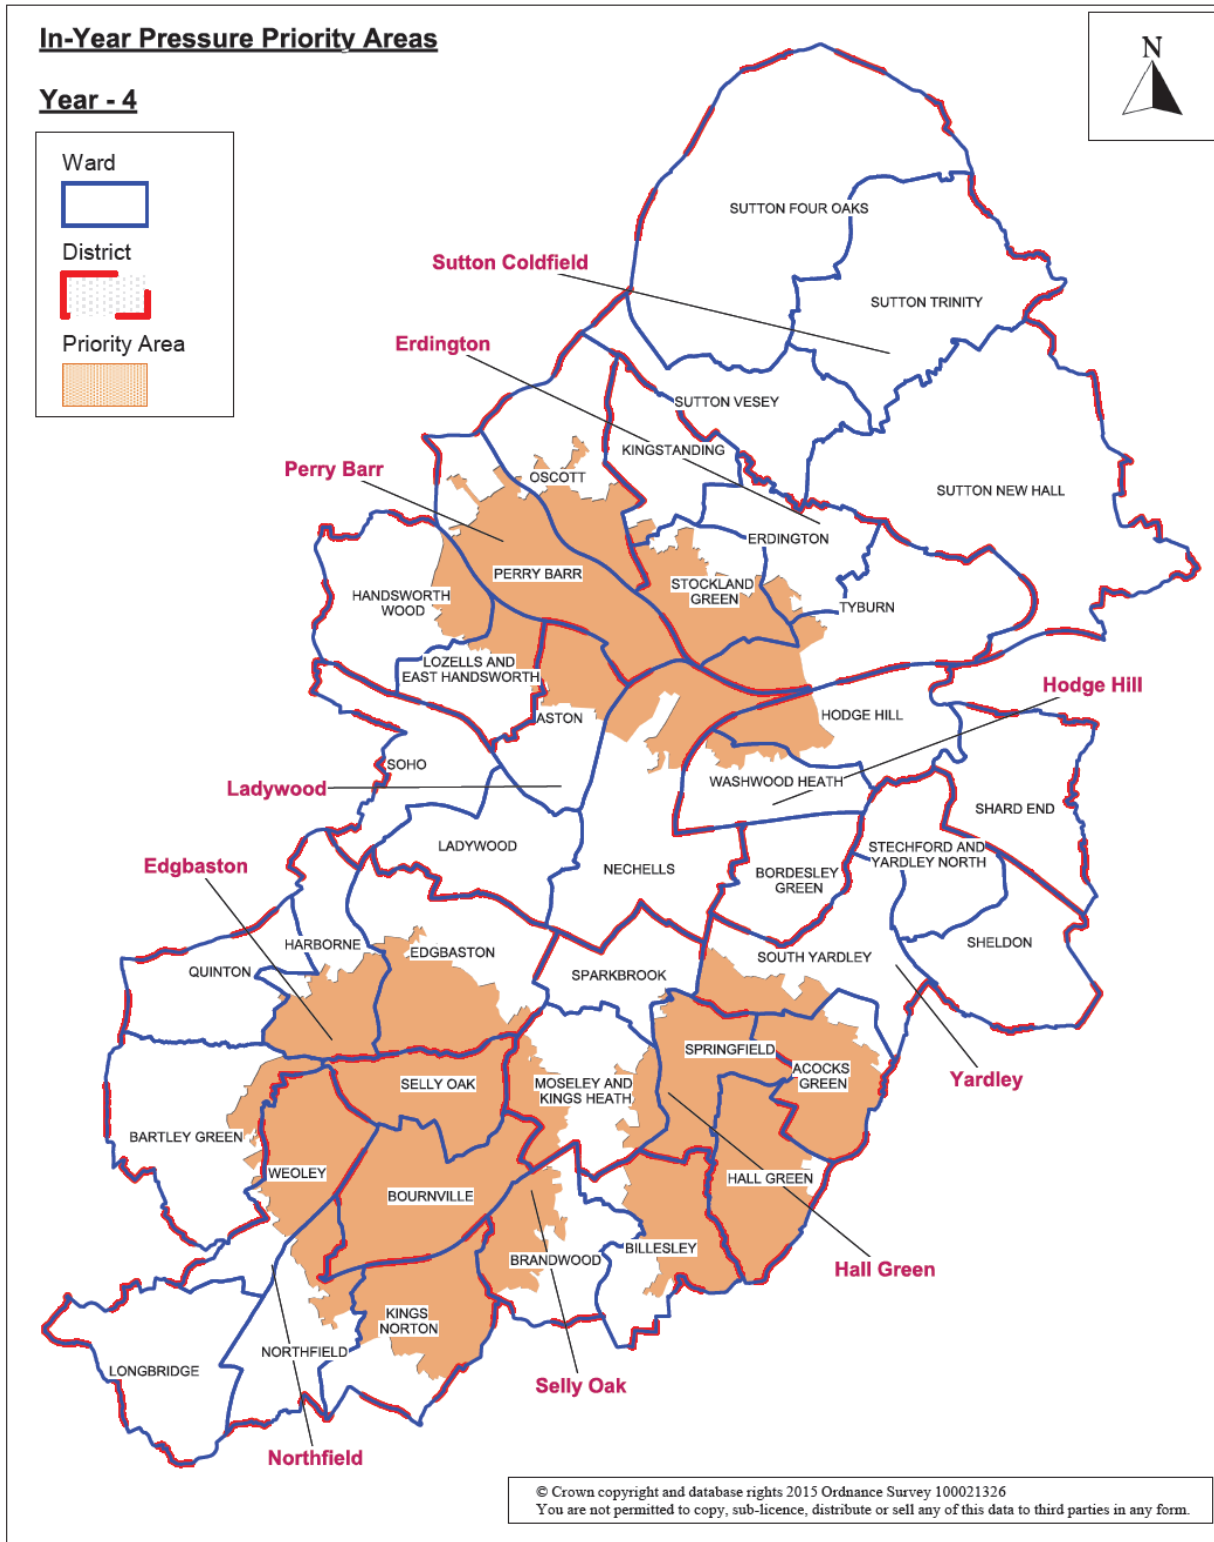 In-Year Pressure Priority Areas
Year - 4
N
Ward
District
Priority Area
SUTTON FOUR OAKS
Sutton Coldfield
SUTTON TRINITY
Erdington
SUTTON VESEY
KINGSTANDING
Perry Barr
OSCOTT
SUTTON NEW HALL
ERDINGTON
PERRY BARR
STOCKLAND
GREEN
HANDSWORTH
WOOD
TYBURN
LOZELLS AND
EAST HANDSWORTH
Hodge Hill
ASTON
HODGE HILL
SOHO
Ladywood
WASHWOOD HEATH
SHARD END
LADYWOOD
STECHFORD AND
YARDLEY NORTH
Edgbaston
NECHELLS
BORDESLEY
GREEN
HARBORNE
EDGBASTON
SHELDON
QUINTON
SPARKBROOK
SOUTH YARDLEY
SPRINGFIELD
ACOCKS
GREEN
Yardley
SELLY OAK
MOSELEY AND
KINGS HEATH
BARTLEY GREEN
WEOLEY
BOURNVILLE
HALL GREEN
BRANDWOOD
BILLESLEY
Hall Green
KINGS
NORTON
NORTHFIELD
LONGBRIDGE
Selly Oak
Northfield
© Crown copyright and database rights 2015 Ordnance Survey 100021326
You are not permitted to copy, sub-licence, distribute or sell any of this data to third parties in any form.